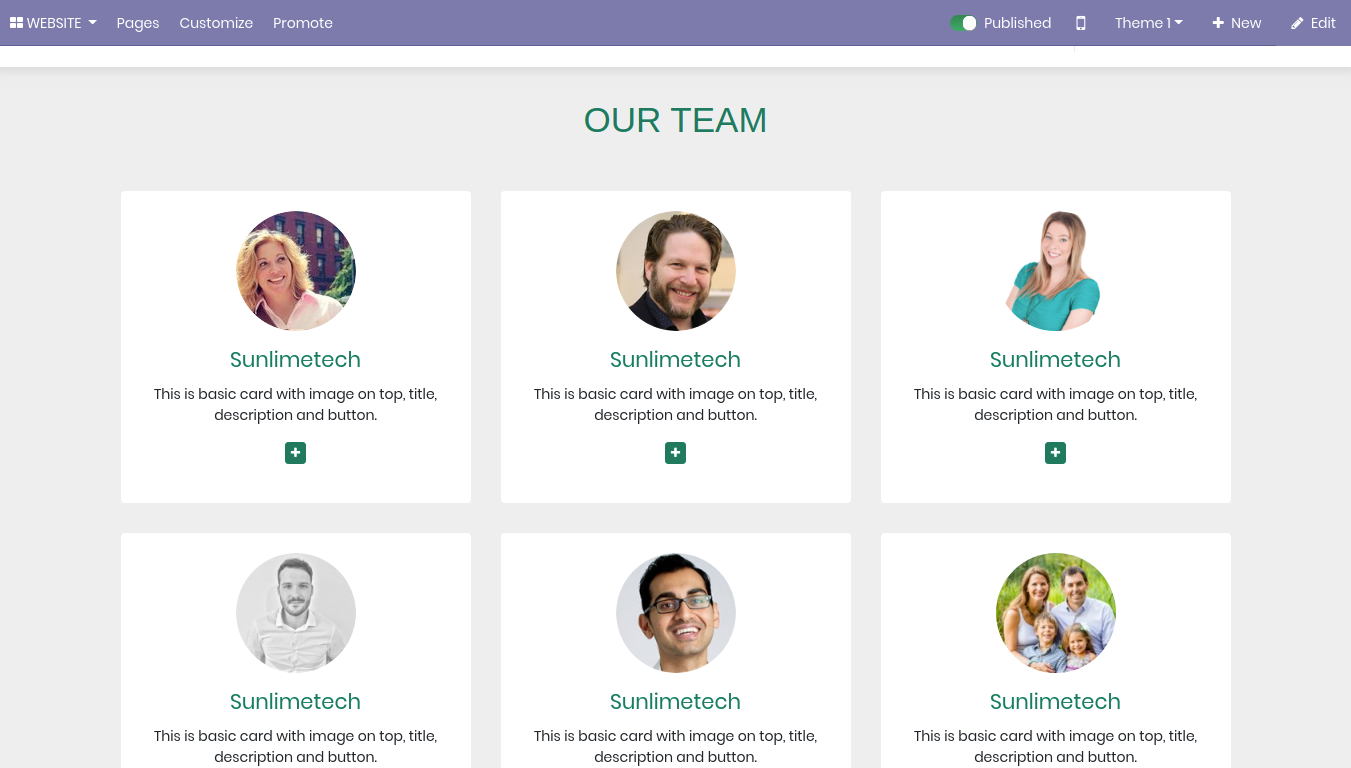 WEBSITE Pages Customize Promote Published Theme 1 New Edit
OUR TEAM
Sunlimetech Sunlimetech Sunlimetech
This is basic card with image on top, title, This is basic card with image on top, title, This is basic card with image on top, title,
description and button. description and button. description and button.
Sunlimetech Sunlimetech Sunlimetech
This is basic card with image on top, title, This is basic card with image on top, title, This is basic card with image on top, title,
description and button. description and button. description and button.